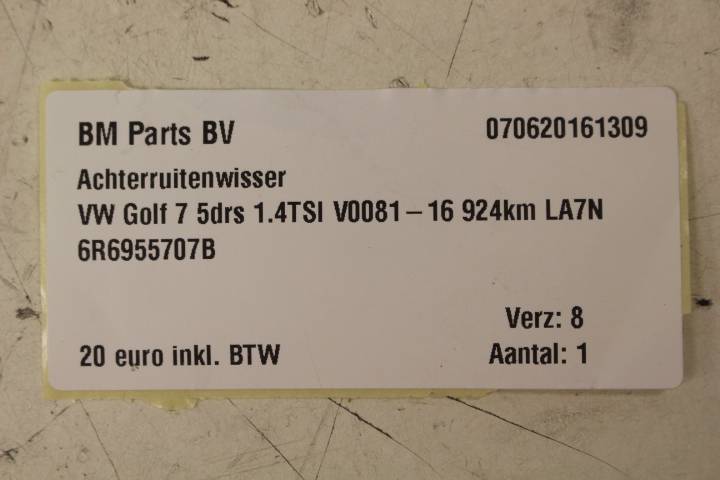 BM Parts BV 070620161309
Achterruitenwisser
VW Golf 7 5drs 1.4TSI V0081-16 924km LA7N
6R6955707B
Verz: 8
20 euro inkl. BTW Aantal: 1